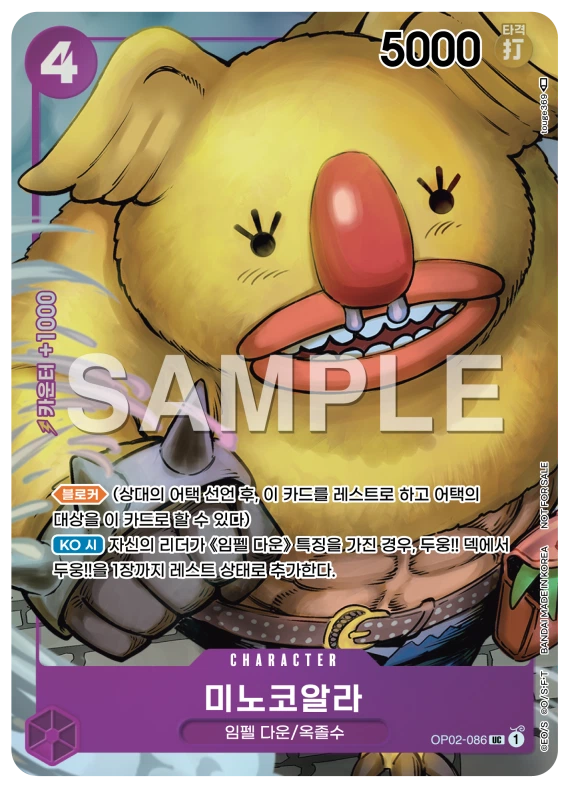 4
5000
타격
打
touge369
카운터 +1000
SAMPLE
블로커 (상대의 어택 선언 후, 이 카드를 레스트로 하고 어택의
대상을 이 카드로 할 수 있다)
KO 시 자신의 리더가 《임펠 다운》 특징을 가진 경우, 두웅!! 덱에서
두웅!!을 1장까지 레스트 상태로 추가한다.
CHARACTER
미노코알라
임펠 다운/옥졸수
OP02-086 UC 1
©EO/S ©O/S·F·T BANDAI MADE IN KOREA NOT FOR SALE